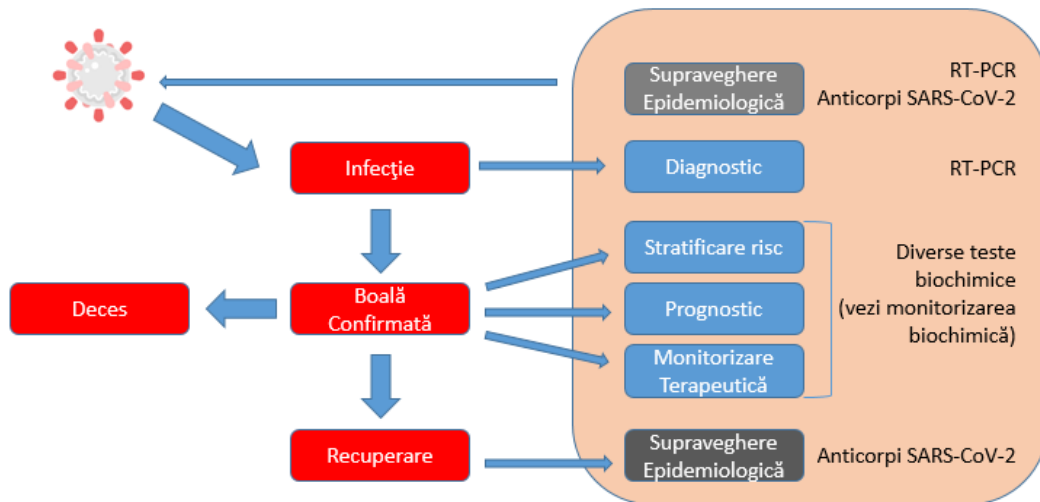 Supraveghere
Epidemiologică
RT-PCR
Anticorpi SARS-CoV-2
Infecţie
Diagnostic
RT-PCR
Stratificare risc
Diverse teste
biochimice
(vezi monitorizarea
biochimică)
Deces
Boală
Confirmată
Prognostic
Monitorizare
Terapeutică
Recuperare
Supraveghere
Epidemiologică
Anticorpi SARS-CoV-2